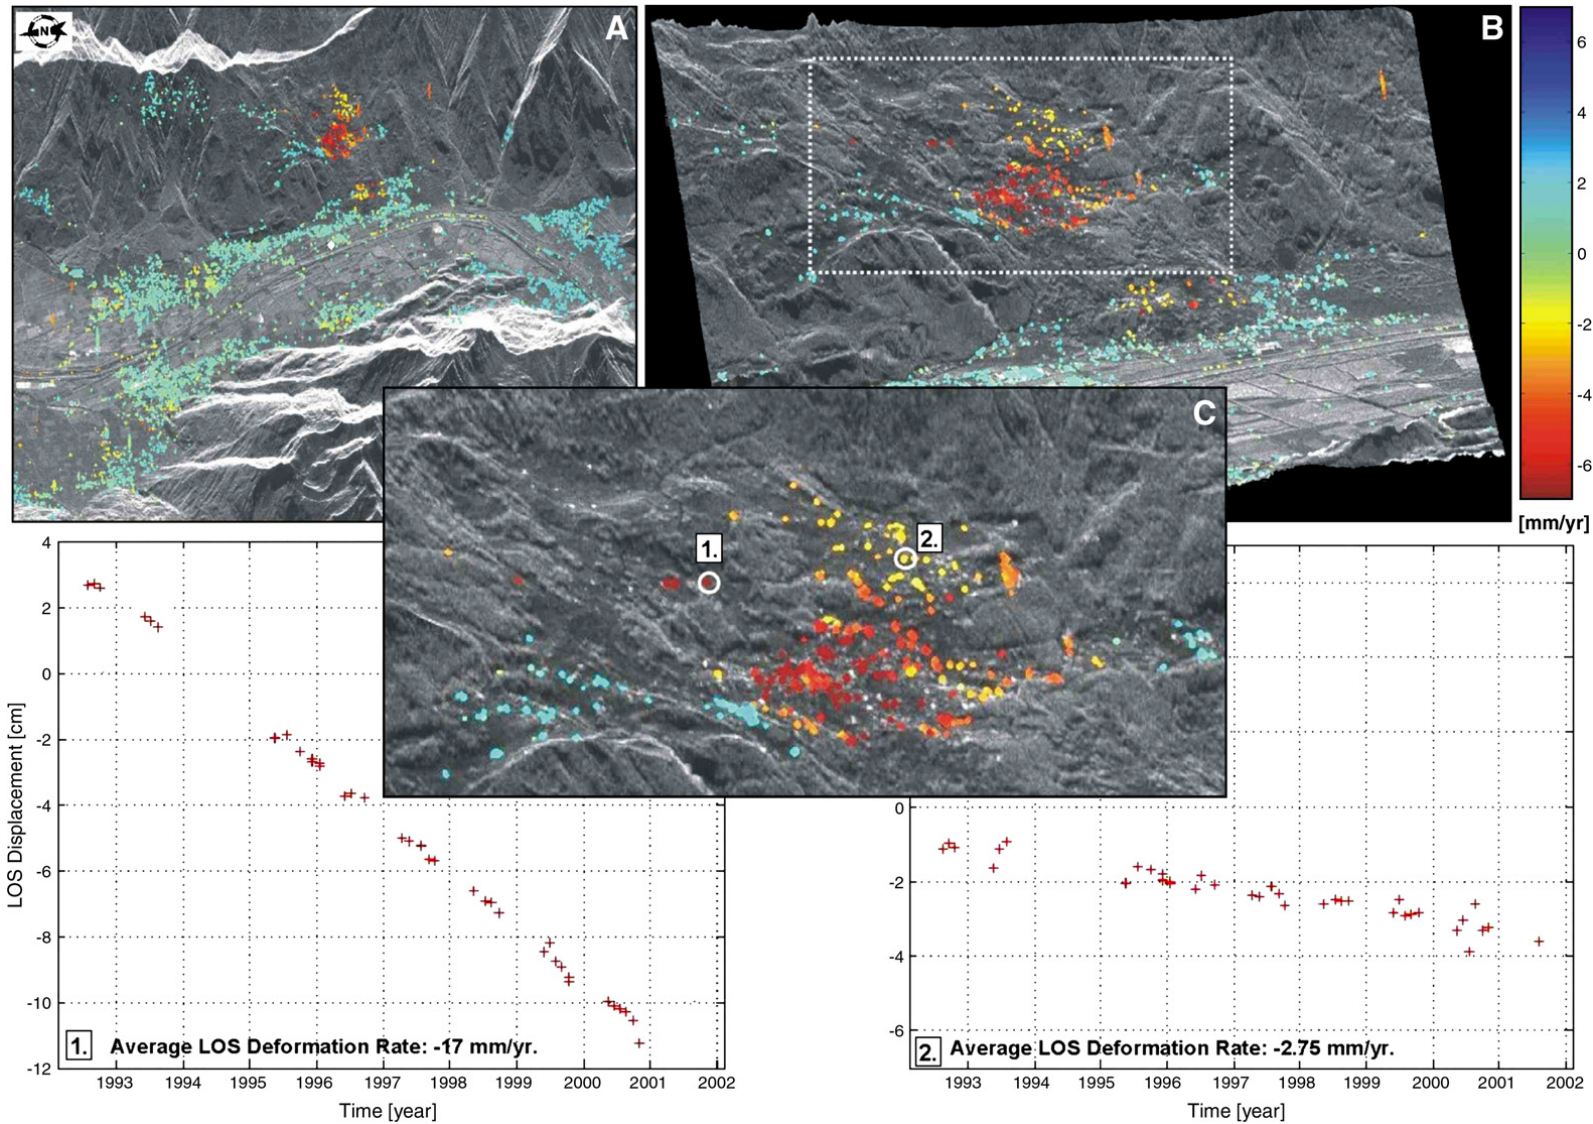 N
A
B
6
4
2
0
-2
-4
-6
[mm/yr]
C
1.
2.
4
2
0
-2
-4
-6
-8
-10
-12
LOS Displacement [cm]
1. Average LOS Deformation Rate: -17 mm/yr.
1993 1994 1995 1996 1997 1998 1999 2000 2001 2002
Time [year]
0
-2
-4
-6
2. Average LOS Deformation Rate: -2.75 mm/yr.
1993 1994 1995 1996 1997 1998 1999 2000 2001 2002
Time [year]